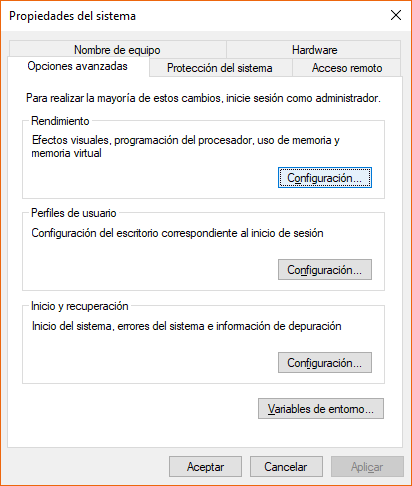 Propiedades del sistema
Nombre de equipo
Hardware
Opciones avanzadas
Protección del sistema
Acceso remoto
Para realizar la mayoría de estos cambios, inicie sesión como administrador.
Rendimiento
Efectos visuales, programación del procesador, uso de memoria y
memoria virtual
Configuración...
Perfiles de usuario
Configuración del escritorio correspondiente al inicio de sesión
Configuración...
Inicio y recuperación
Inicio del sistema, errores del sistema e información de depuración
Configuración...
Variables de entorno...
Aceptar
Cancelar
Aplicar